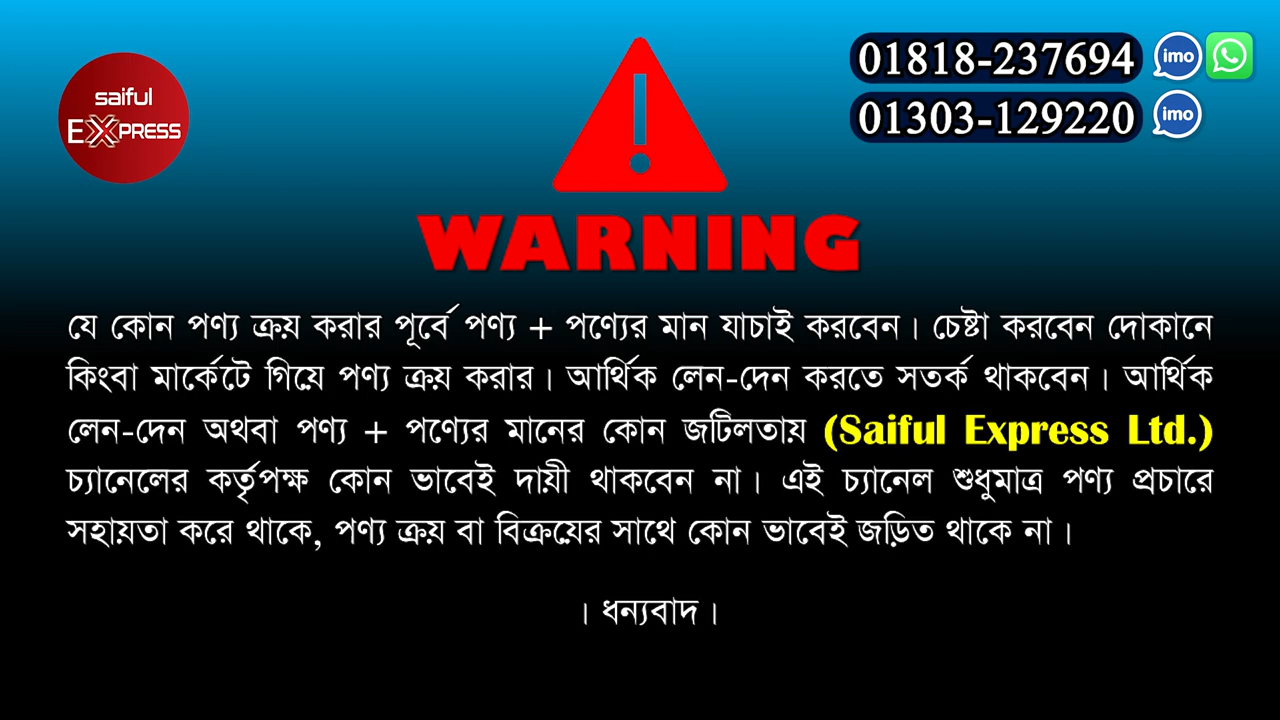 saiful
EXPRESS
01818-237694
imo
01303-129220
imo
WARNING
যে কোন পণ্য ক্রয় করার পূর্বে পণ্য + পণ্যের মান যাচাই করবেন। চেষ্টা করবেন দোকানে
কিংবা মার্কেটে গিয়ে পণ্য ক্রয় করার। আর্থিক লেন-দেন করতে সতর্ক থাকবেন। আর্থিক
লেন-দেন অথবা পণ্য + পণ্যের মানের কোন জটিলতায় (Saiful Express Ltd.)
চ্যানেলের কর্তৃপক্ষ কোন ভাবেই দায়ী থাকবেন না। এই চ্যানেল শুধুমাত্র পণ্য প্রচারে
সহায়তা করে থাকে, পণ্য ক্রয় বা বিক্রয়ের সাথে কোন ভাবেই জড়িত থাকে না।
। ধন্যবাদ।